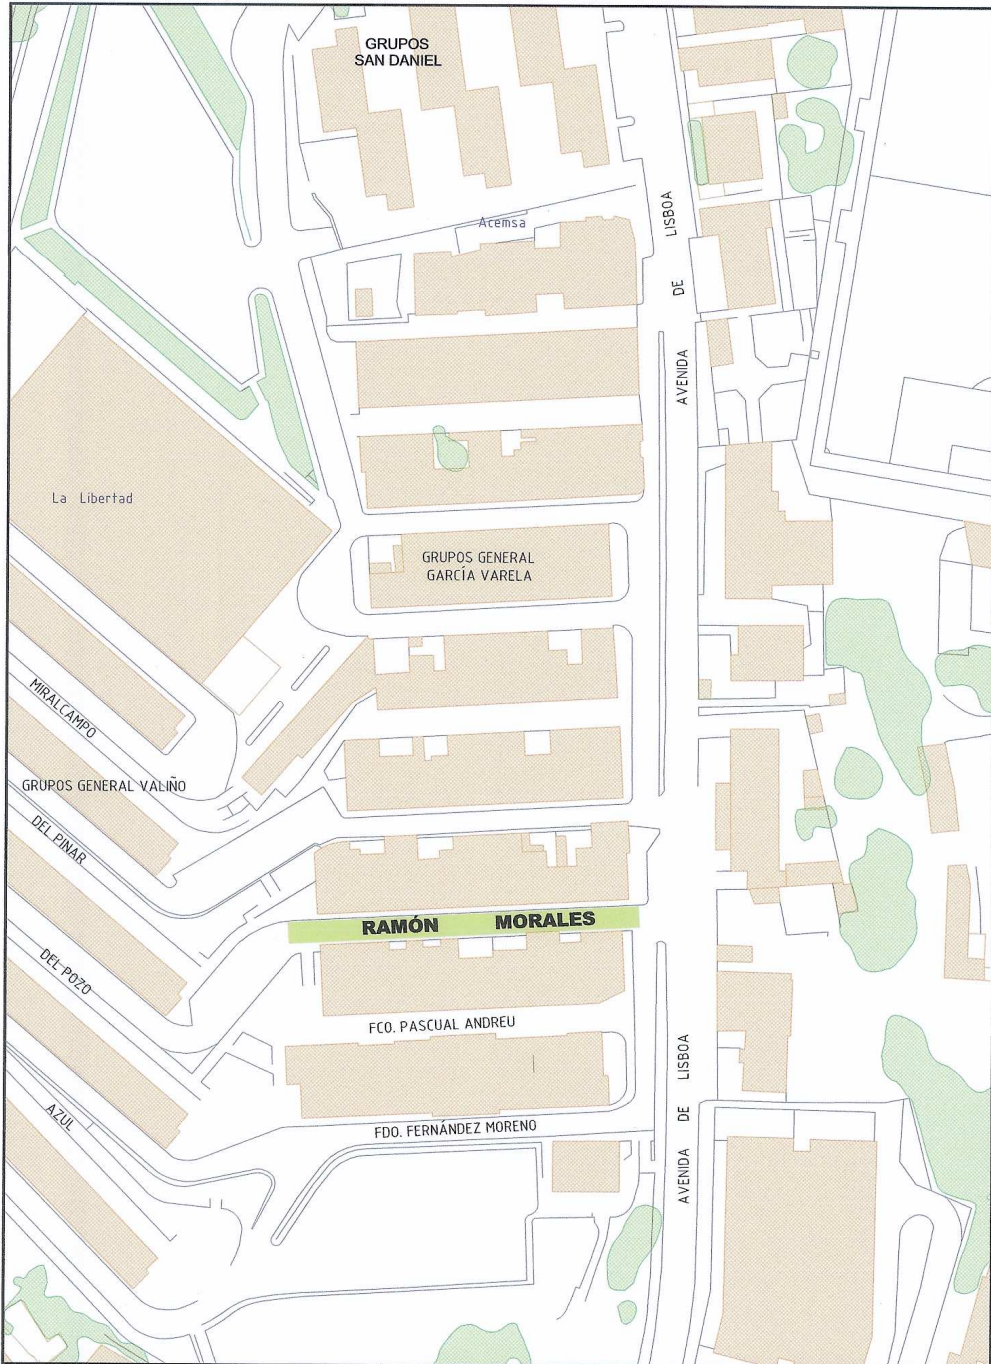 GRUPOS
SAN DANIEL
Acemsa
AVENIDA DE LISBOA
La Libertad
GRUPOS GENERAL
GARCÍA VARELA
MIRALCAMPO
GRUPOS GENERAL VALIÑO
DEL PINAR
RAMÓN MORALES
DEL POZO
FCO. PASCUAL ANDREU
AVENIDA DE LISBOA
AZUL
FDO. FERNÁNDEZ MORENO